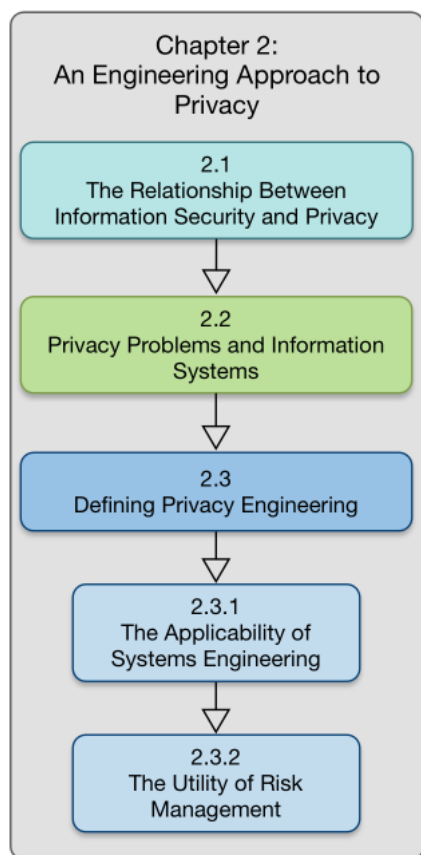 Chapter 2:
An Engineering Approach to
Privacy
2.1
The Relationship Between
Information Security and Privacy
2.2
Privacy Problems and Information
Systems
2.3
Defining Privacy Engineering
2.3.1
The Applicability of
Systems Engineering
2.3.2
The Utility of Risk
Management